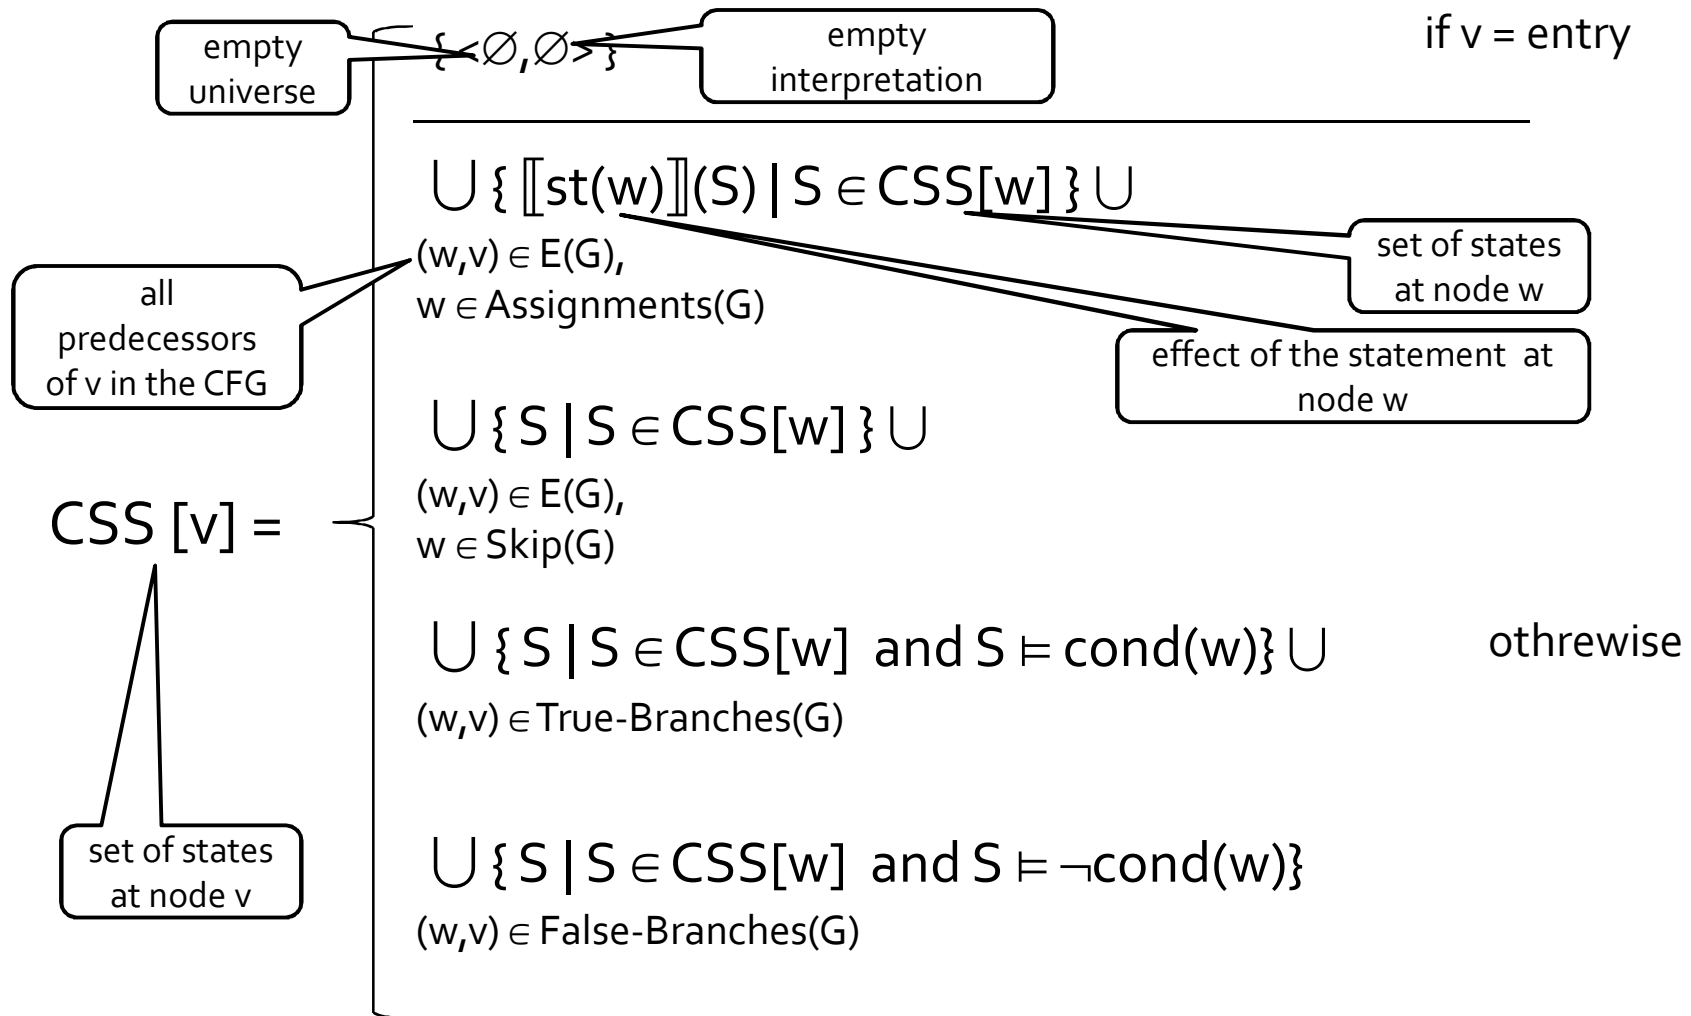 empty
universe
{ <∅,∅> }
empty
interpretation
if v = entry
∪ { ⟦st(w)⟧(S) | S ∈ CSS[w] } ∪
(w,v) ∈ E(G),
w ∈ Assignments(G)
set of states
at node w
all
predecessors
of v in the CFG
effect of the statement at
node w
∪ { S | S ∈ CSS[w] } ∪
(w,v) ∈ E(G),
w ∈ Skip(G)
CSS [v] =
∪ { S | S ∈ CSS[w] and S ⊨ cond(w)} ∪
othrewise
(w,v) ∈ True-Branches(G)
set of states
at node v
∪ { S | S ∈ CSS[w] and S ⊨ ¬cond(w)}
(w,v) ∈ False-Branches(G)